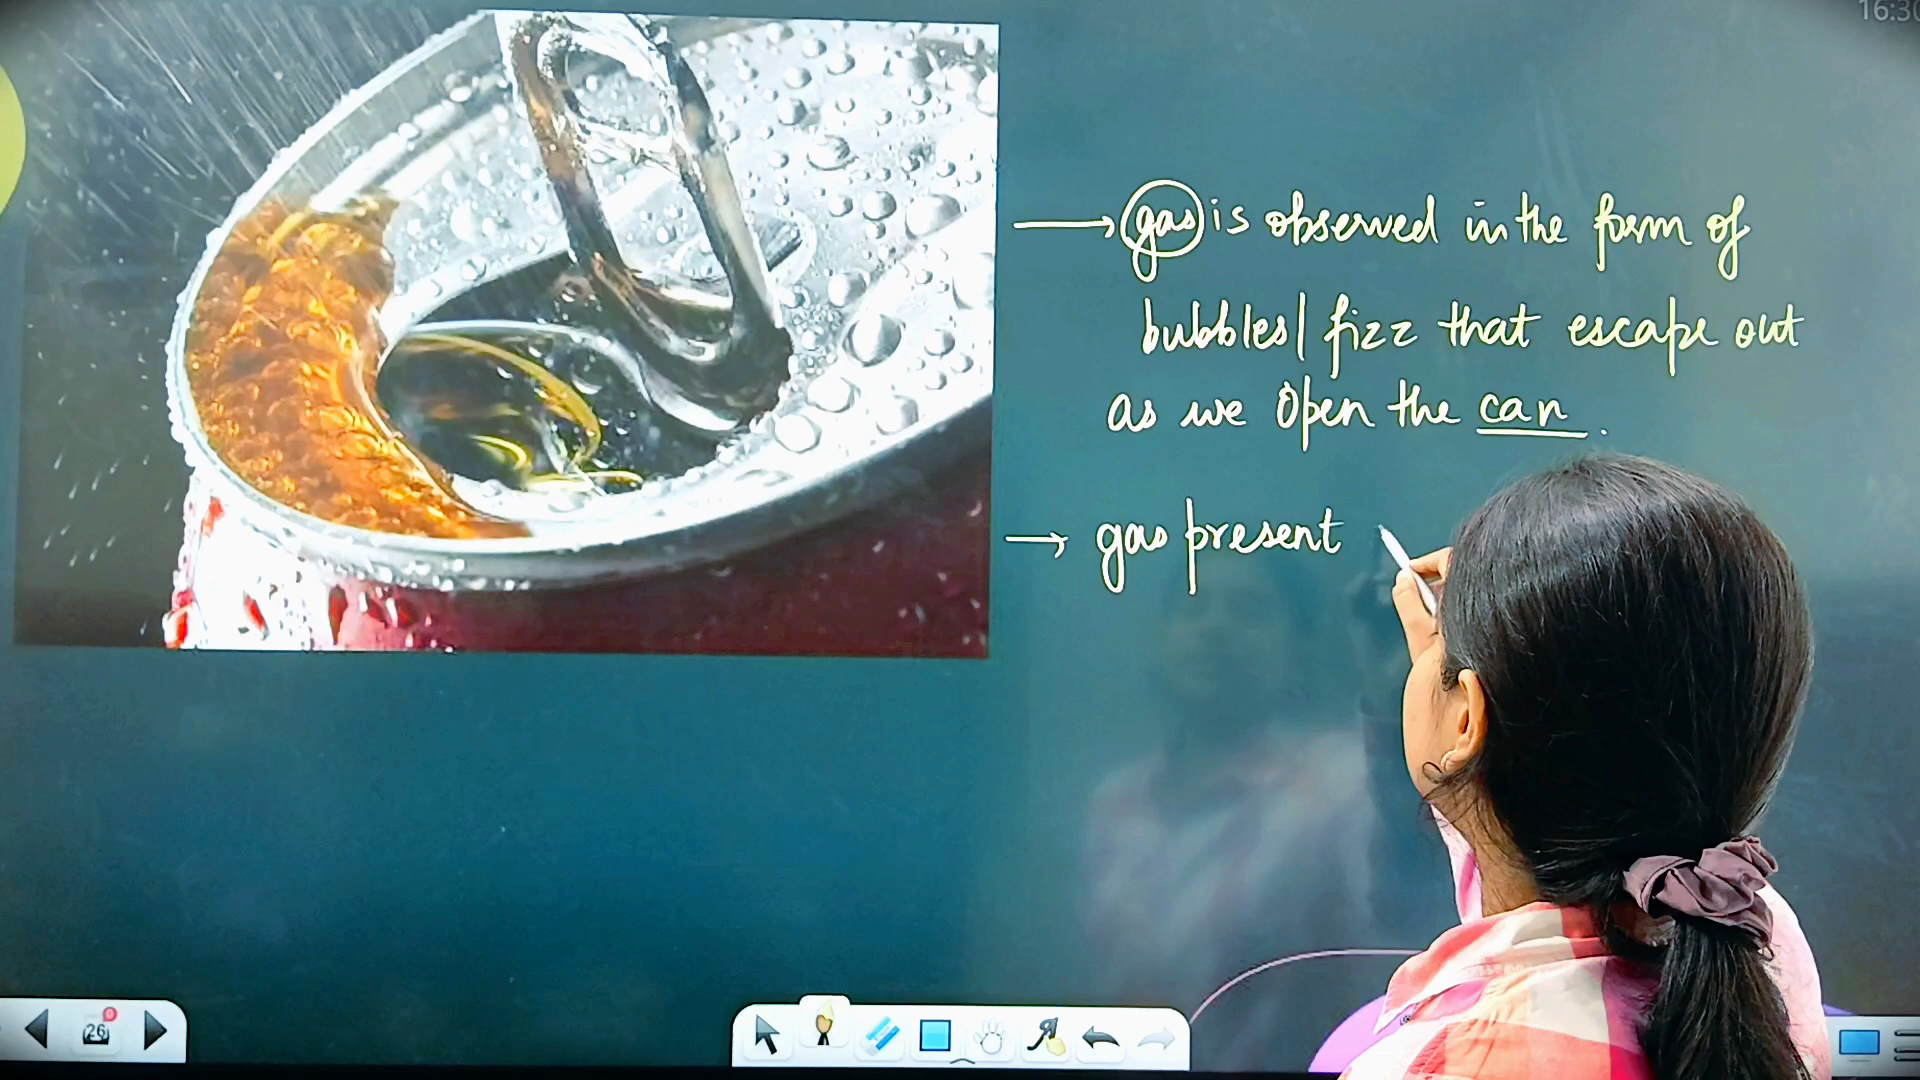 16:30
gas is observed in the form of
bubbles/ fizz that escape out
as we open the can.
→ gas present
26